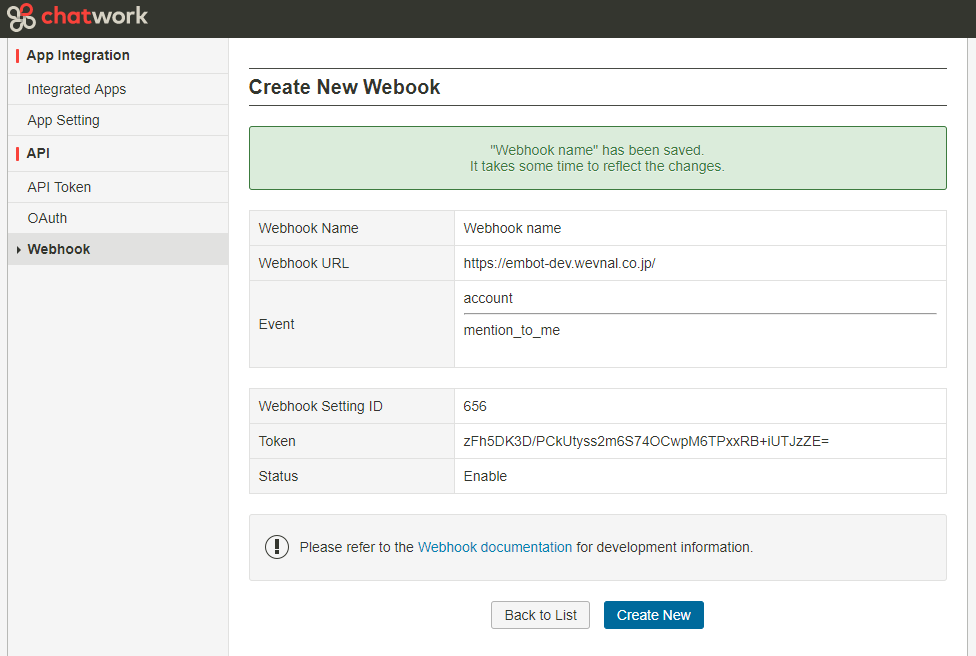 chatwork
App Integration
Integrated Apps
App Setting
API
API Token
OAuth
Webhook
Create New Webook
"Webhook name" has been saved.
It takes some time to reflect the changes.
Webhook Name Webhook name
Webhook URL https://embot-dev.wevnal.co.jp/
Event account
mention_to_me
Webhook Setting ID 656
Token zFh5DK3D/PCkUtyss2m6S74OCwpM6TPxxRB+iUTJzZE=
Status Enable
Please refer to the Webhook documentation for development information.
Back to List Create New